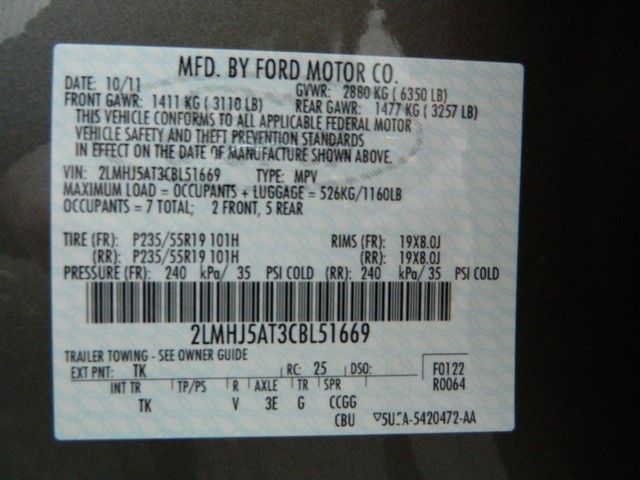 MFD. BY FORD MOTOR CO.
DATE: 10/11 GVWR: 2880 KG ( 6350 LB)
FRONT GAWR: 1411 KG ( 3110 LB) REAR GAWR: 1477 KG ( 3257 LB)
THIS VEHICLE CONFORMS TO ALL APPLICABLE FEDERAL MOTOR
VEHICLE SAFETY AND THEFT PREVENTION STANDARDS
IN EFFECT ON THE DATE OF MANUFACTURE SHOWN ABOVE.
VIN: 2LMHJ5AT3CBL51669 TYPE: MPV
MAXIMUM LOAD = OCCUPANTS + LUGGAGE = 526KG/1160LB
OCCUPANTS = 7 TOTAL; 2 FRONT, 5 REAR
TIRE (FR): P235/55R19 101H RIMS (FR): 19X8.0J
(RR): P235/55R19 101H (RR): 19X8.0J
PRESSURE (FR): 240 kPa/ 35 PSI COLD (RR): 240 kPa/ 35 PSI COLD
2LMHJ5AT3CBL51669
TRAILER TOWING - SEE OWNER GUIDE
EXT PNT: TK RC: 25 DSO: F0122
R0064
INT TR TP/PS R AXLE TR SPR
TK V 3E G CCGG
CBU